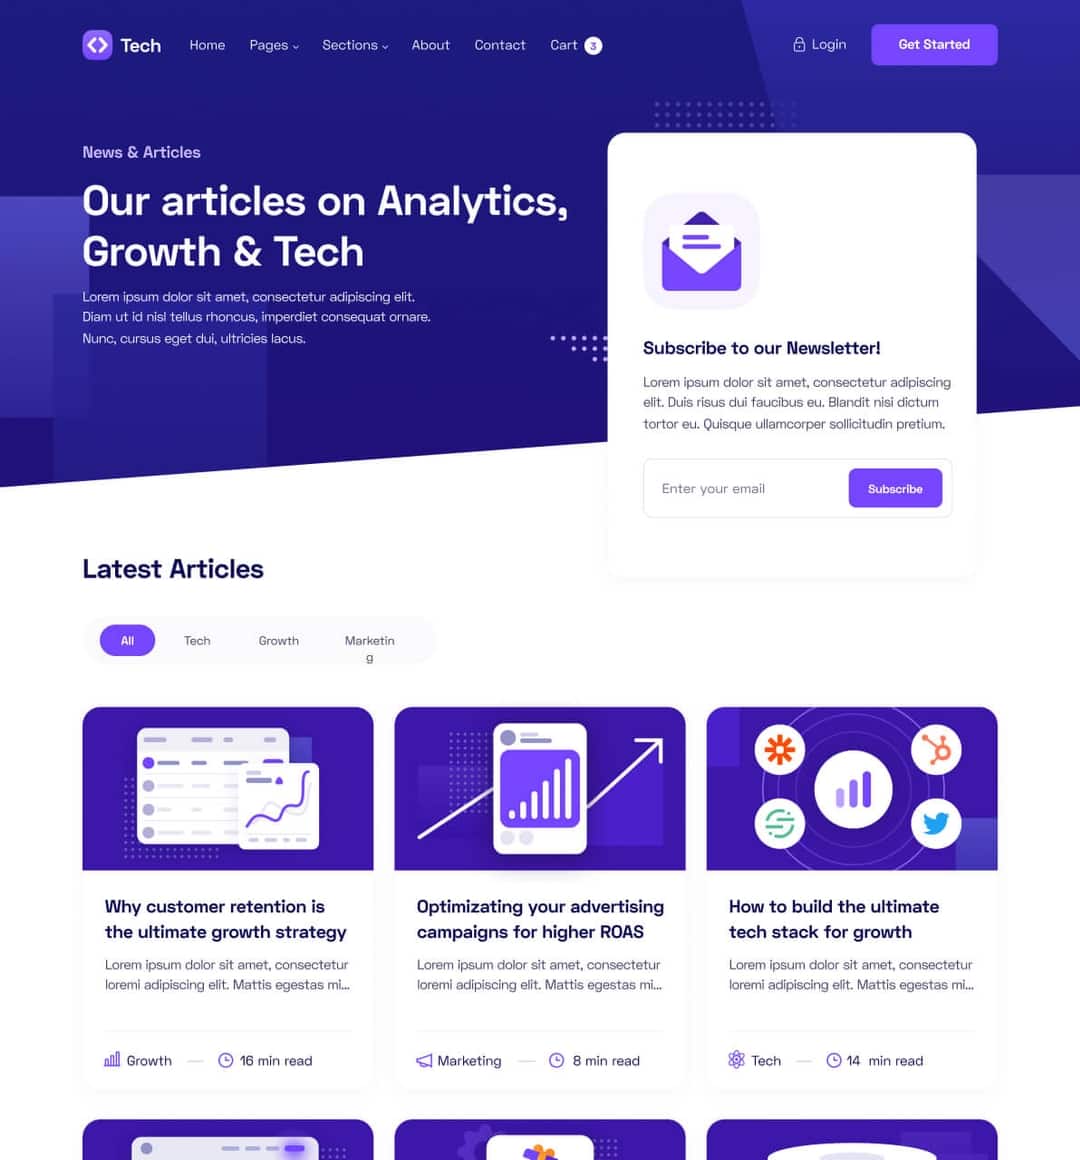 Tech
Home
Pages
Sections
About
Contact
Cart 3
Login
Get Started
News & Articles
Our articles on Analytics,
Growth & Tech
Lorem ipsum dolor sit amet, consectetur adipiscing elit.
Diam ut id nisl tellus rhoncus, imperdiet consequat ornare.
Nunc, cursus eget dui, ultricies lacus.
Subscribe to our Newsletter!
Lorem ipsum dolor sit amet, consectetur adipiscing
elit. Duis risus dui faucibus eu. Blandit nisi dictum
tortor eu. Quisque ullamcorper sollicitudin pretium.
Enter your email
Subscribe
Latest Articles
All
Tech
Growth
Marketin
g
Why customer retention is
the ultimate growth strategy
Lorem ipsum dolor sit amet, consectetur
loremi adipiscing elit. Mattis egestas mi...
Growth
16 min read
Optimizating your advertising
campaigns for higher ROAS
Lorem ipsum dolor sit amet, consectetur
loremi adipiscing elit. Mattis egestas mi...
Marketing
8 min read
How to build the ultimate
tech stack for growth
Lorem ipsum dolor sit amet, consectetur
loremi adipiscing elit. Mattis egestas mi...
Tech
14 min read